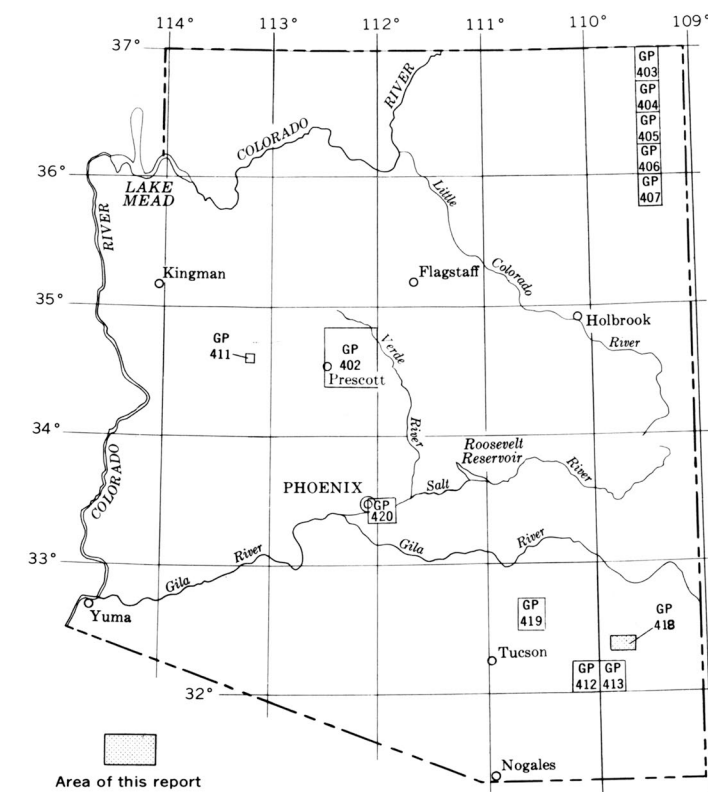 114° 113° 112° 111° 110° 109°
37°
GP
403
GP
404
GP
405
GP
406
GP
407
RIVER
COLORADO
36°
LAKE
MEAD
Little
RIVER
Kingman
Flagstaff
Colorado
35°
Holbrook
GP
411
GP
402
Prescott
Verde
River
River
34°
COLORADO
Roosevelt
Reservoir
River
PHOENIX
Salt
GP
420
33°
River
Gila
River
Gila
Yuma
GP
419
GP
418
Tucson
GP
412
GP
413
32°
Nogales
Area of this report